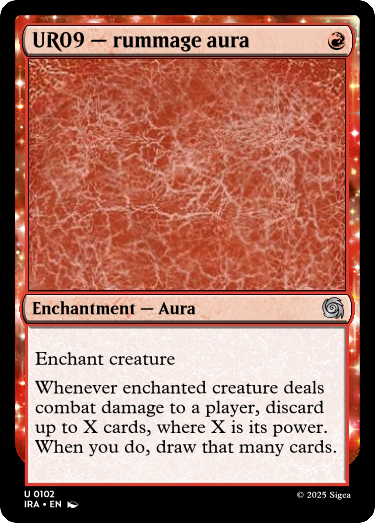 UR09 — rummage aura
Enchantment — Aura
Enchant creature
Whenever enchanted creature deals
combat damage to a player, discard
up to X cards, where X is its power.
When you do, draw that many cards.
U 0102
IRA • EN
© 2025 Sigea